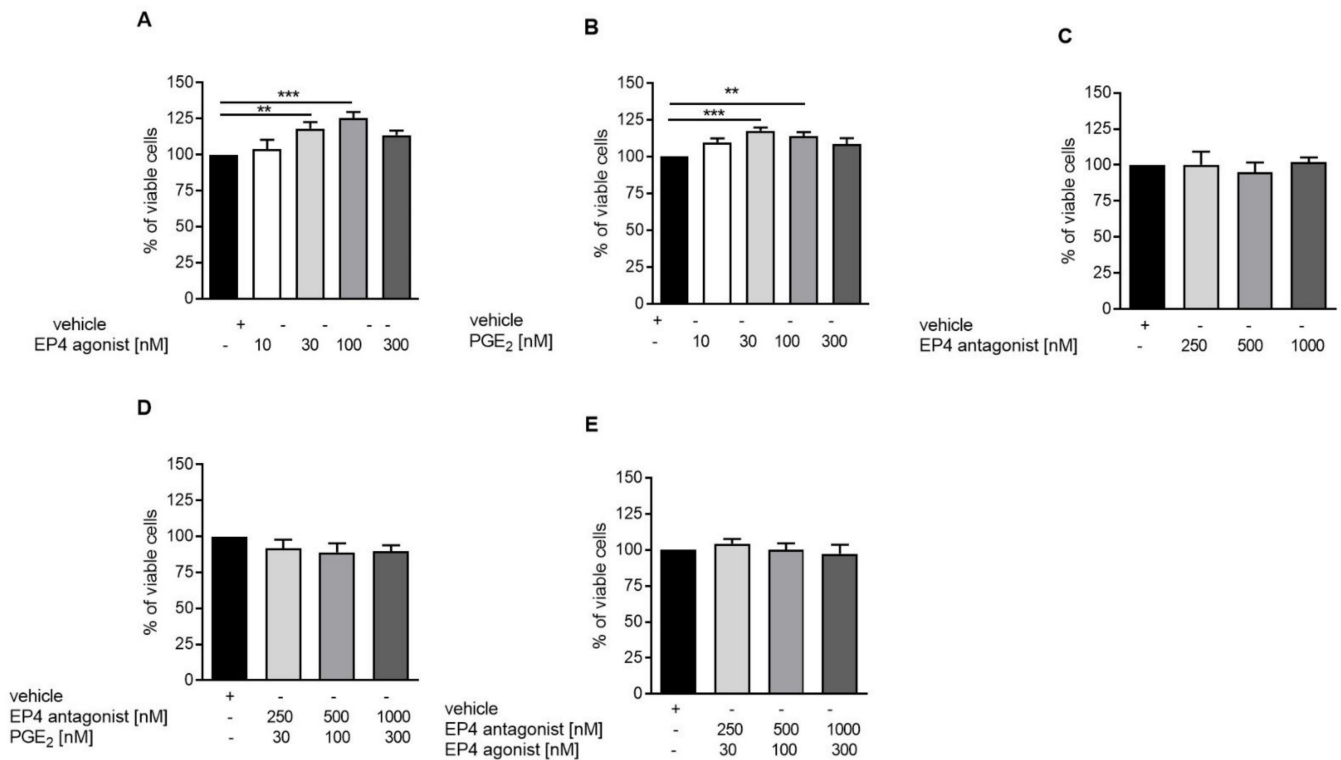 A
% of viable cells
150
125
100
75
50
25
0
***
**
vehicle + - - - -
EP4 agonist [nM] - 10 30 100 300
B
% of viable cells
150
125
100
75
50
25
0
**
***
vehicle + - - - -
PGE2 [nM] - 10 30 100 300
C
% of viable cells
150
125
100
75
50
25
0
vehicle + - - -
EP4 antagonist [nM] - 250 500 1000
D
% of viable cells
150
125
100
75
50
25
0
vehicle + - - -
EP4 antagonist [nM] - 250 500 1000
PGE2 [nM] - 30 100 300
E
% of viable cells
150
125
100
75
50
25
0
vehicle + - - -
EP4 antagonist [nM] - 250 500 1000
EP4 agonist [nM] - 30 100 300